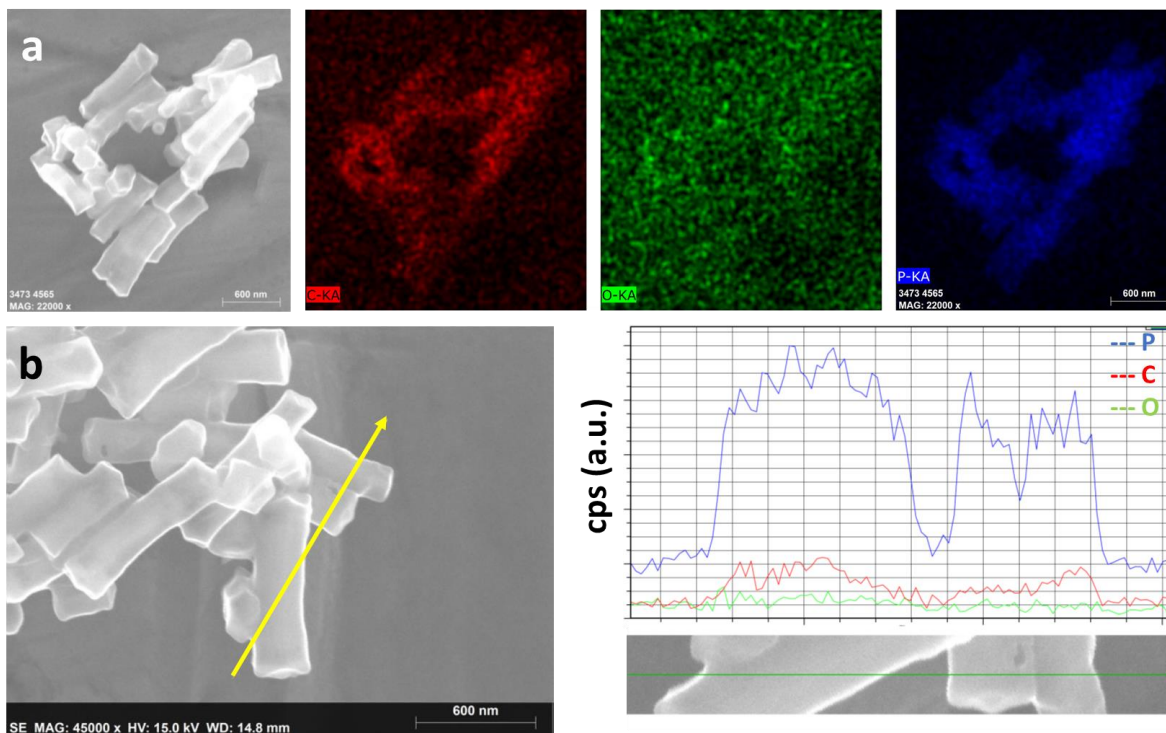 a
3473 4565
MAG: 22000 x
600 nm
C-KA
O-KA
P-KA
3473 4565
MAG: 22000 x
600 nm
b
SE MAG: 45000 x HV: 15.0 kV WD: 14.8 mm
600 nm
cps (a.u.)
--- P
--- C
--- O